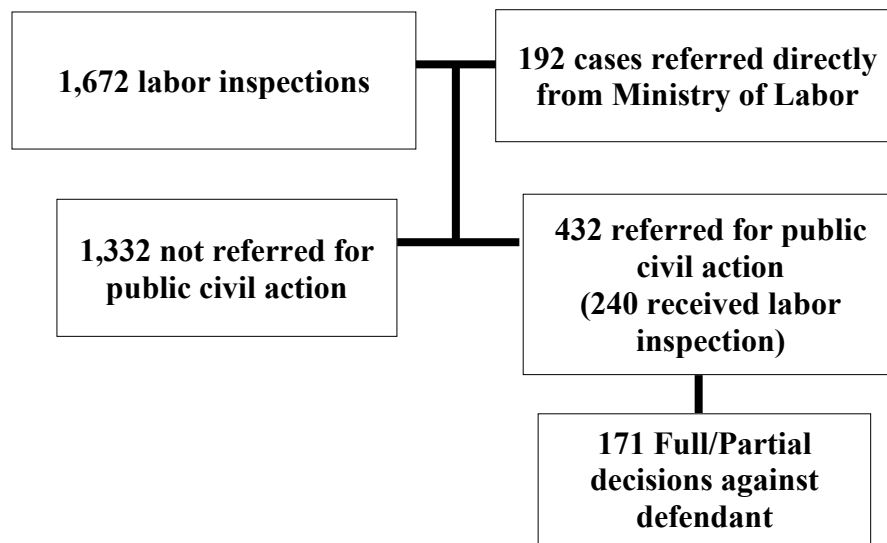 1,672 labor inspections
192 cases referred directly
from Ministry of Labor
1,332 not referred for
public civil action
432 referred for public
civil action
(240 received labor
inspection)
171 Full/Partial
decisions against
defendant